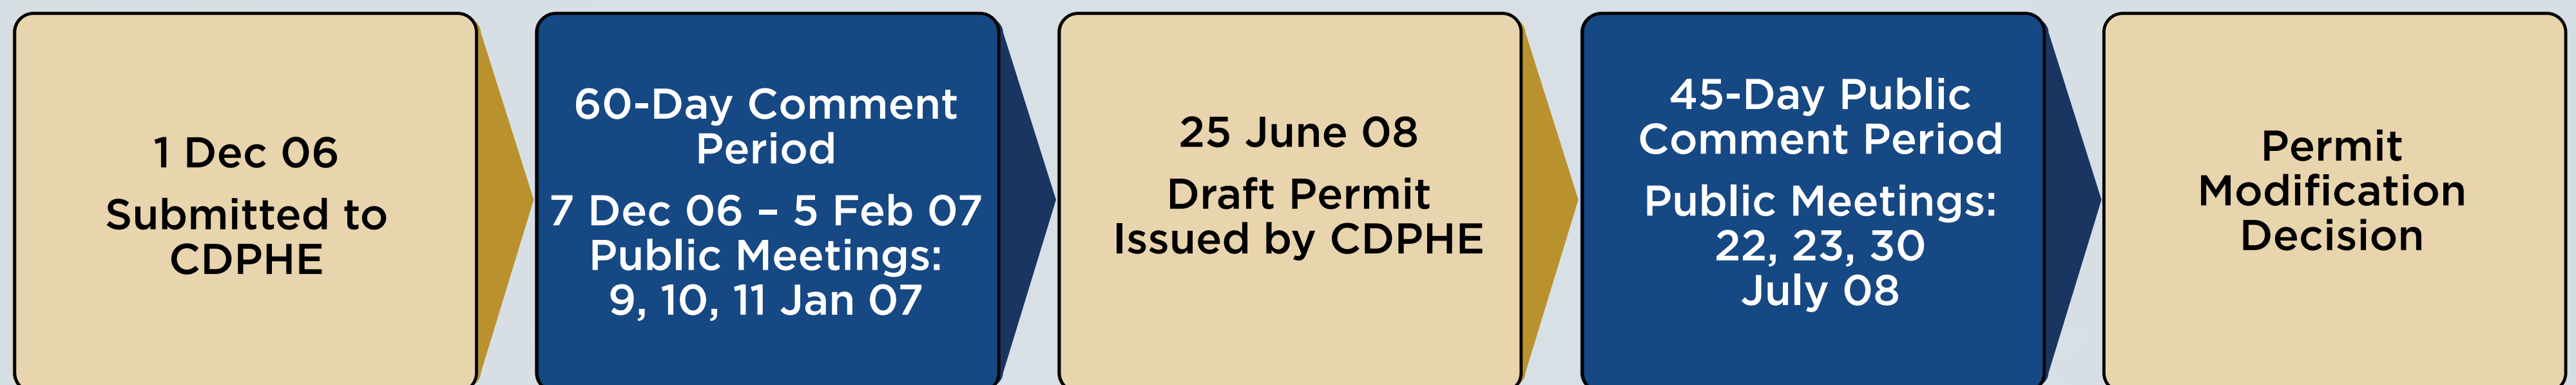 1 Dec 06
Submitted to
CDPHE
60-Day Comment
Period
7 Dec 06 – 5 Feb 07
Public Meetings:
9, 10, 11 Jan 07
25 June 08
Draft Permit
Issued by CDPHE
45-Day Public
Comment Period
Public Meetings:
22, 23, 30
July 08
Permit
Modification
Decision